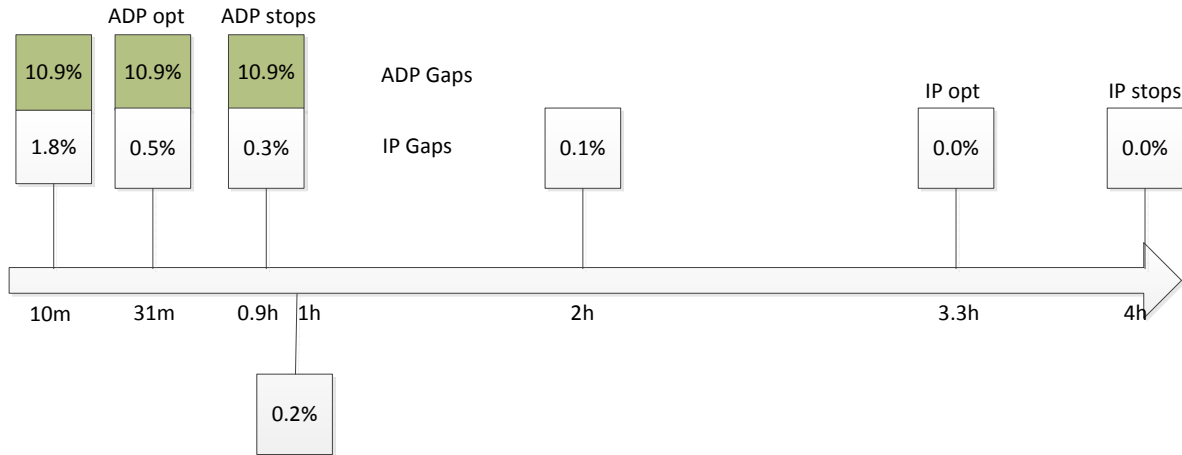 ADP opt ADP stops
10.9% 10.9% 10.9% ADP Gaps
IP opt IP stops
1.8% 0.5% 0.3% IP Gaps 0.1% 0.0% 0.0%
10m 31m 0.9h 1h 2h 3.3h 4h
0.2%